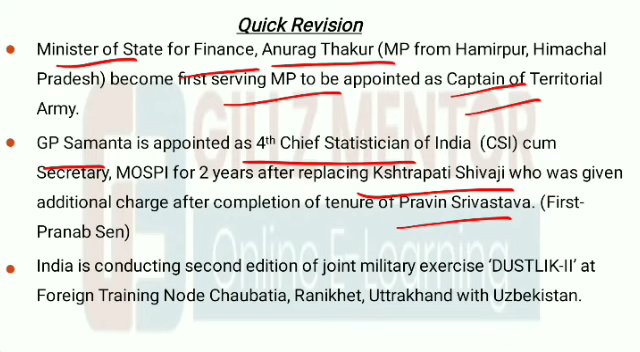 Quick Revision
• Minister of State for Finance, Anurag Thakur (MP from Hamirpur, Himachal
Pradesh) become first serving MP to be appointed as Captain of Territorial
Army.
• GP Samanta is appointed as 4th Chief Statistician of India (CSI) cum
Secretary, MOSPI for 2 years after replacing Kshtrapati Shivaji who was given
additional charge after completion of tenure of Pravin Srivastava. (First-
Pranab Sen)
• India is conducting second edition of joint military exercise ‘DUSTLIK-II’ at
Foreign Training Node Chaubatia, Ranikhet, Uttrakhand with Uzbekistan.
GILLZ MENTOR
Online E-Learning